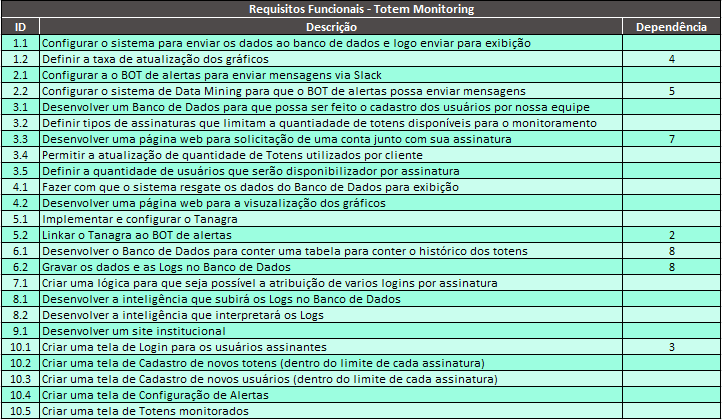 Requisitos Funcionais - Totem Monitoring
ID Descrição Dependência
1.1 Configurar o sistema para enviar os dados ao banco de dados e logo enviar para exibição
1.2 Definir a taxa de atualização dos gráficos 4
2.1 Configurar a o BOT de alertas para enviar mensagens via Slack
2.2 Configurar o sistema de Data Mining para que o BOT de alertas possa enviar mensagens 5
3.1 Desenvolver um Banco de Dados para que possa ser feito o cadastro dos usuários por nossa equipe
3.2 Definir tipos de assinaturas que limitam a quantiadade de totens disponíveis para o monitoramento
3.3 Desenvolver uma página web para solicitação de uma conta junto com sua assinatura 7
3.4 Permitir a atualização de quantidade de Totens utilizados por cliente
3.5 Definir a quantidade de usuários que serão disponibilizador por assinatura
4.1 Fazer com que o sistema resgate os dados do Banco de Dados para exibição
4.2 Desenvolver uma página web para a visuzalização dos gráficos
5.1 Implementar e configurar o Tanagra
5.2 Linkar o Tanagra ao BOT de alertas 2
6.1 Desenvolver o Banco de Dados para conter uma tabela para conter o histórico dos totens 8
6.2 Gravar os dados e as Logs no Banco de Dados 8
7.1 Criar uma lógica para que seja possível a atribuição de varios logins por assinatura
8.1 Desenvolver a inteligência que subirá os Logs no Banco de Dados
8.2 Desenvolver a inteligência que interpretará os Logs
9.1 Desenvolver um site institucional
10.1 Criar uma tela de Login para os usuários assinantes 3
10.2 Criar uma tela de Cadastro de novos totens (dentro do limite de cada assinatura)
10.3 Criar uma tela de Cadastro de novos usuários (dentro do limite de cada assinatura)
10.4 Criar uma tela de Configuração de Alertas
10.5 Criar uma tela de Totens monitorados